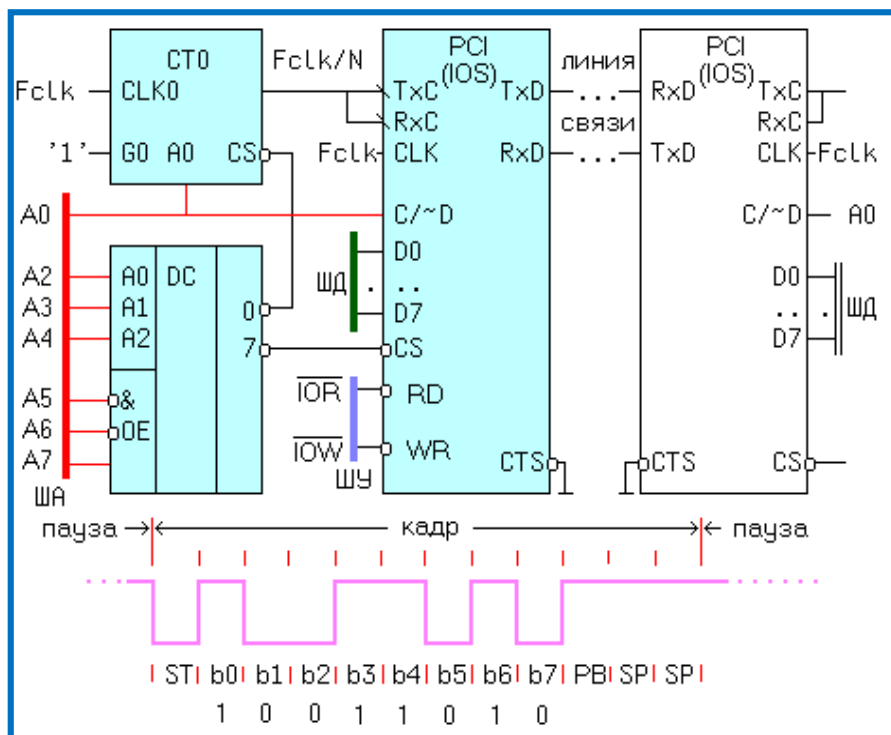 CT0 Fclk/N PCI (IOS) линия PCI (IOS)
Fclk CLK0 TxC TxD ... RxD TxC
RxC связи RxC
'1' G0 A0 CS Fclk CLK RxD ... TxD CLK Fclk
A0 C/~D C/~D A0
A2 A0 DC D0 D0
A3 A1 0 ШД . .. .. . ШД
A4 A2 D7 D7
7 CS
A5 & IOR RD
A6 OE
A7 IOW WR CTS CTS CS
ША ШУ
пауза кадр пауза
ST b0 b1 b2 b3 b4 b5 b6 b7 PB SP SP
1 0 0 1 1 0 1 0